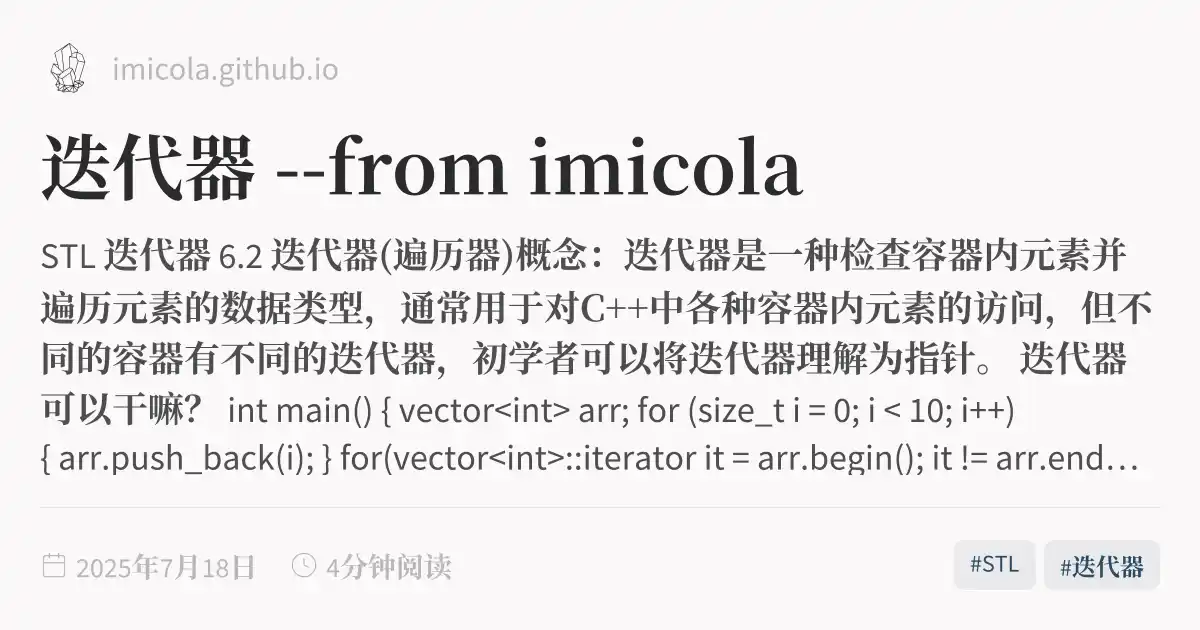 imicola.github.io
迭代器 --from imicola
STL 迭代器 6.2 迭代器(遍历器)概念：迭代器是一种检查容器内元素并
遍历元素的数据类型，通常用于对C++中各种容器内元素的访问，但不
同的容器有不同的迭代器，初学者可以将迭代器理解为指针。 迭代器
可以干嘛？ int main() { vector<int> arr; for (size_t i = 0; i < 10; i++)
{ arr.push_back(i); } for(vector<int>::iterator it = arr.begin(); it != arr.end…
2025年7月18日 4分钟阅读 #STL #迭代器